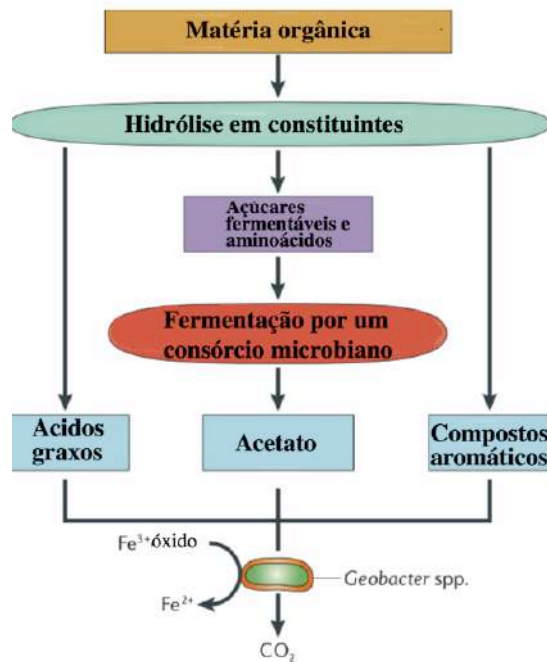 Matéria orgânica
Hidrólise em constituintes
Açúcares
fermentáveis e
aminoácidos
Fermentação por um
consórcio microbiano
Acidos
graxos
Acetato
Compostos
aromáticos
Fe³⁺óxido
Geobacter spp.
Fe²⁺
CO₂